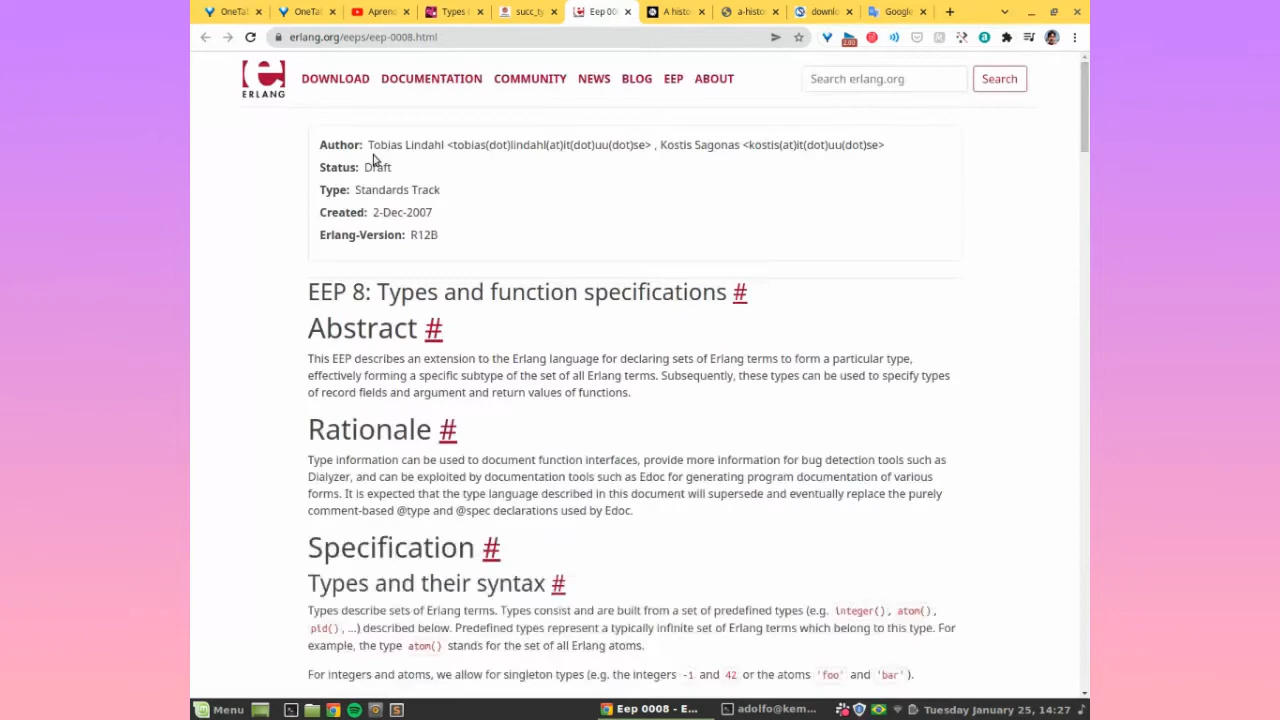 OneTa
OneTa
Apren
Types (
succ_ty
Eep 00
A histo
a-histo
downlo
Google
erlang.org/eeps/eep-0008.html
2.00
ERLANG
DOWNLOAD DOCUMENTATION COMMUNITY NEWS BLOG EEP ABOUT
Search erlang.org
Search
Author: Tobias Lindahl <tobias(dot)lindahl(at)it(dot)uu(dot)se> , Kostis Sagonas <kostis(at)it(dot)uu(dot)se>
Status: Draft
Type: Standards Track
Created: 2-Dec-2007
Erlang-Version: R12B
EEP 8: Types and function specifications #
Abstract #
This EEP describes an extension to the Erlang language for declaring sets of Erlang terms to form a particular type,
effectively forming a specific subtype of the set of all Erlang terms. Subsequently, these types can be used to specify types
of record fields and argument and return values of functions.
Rationale #
Type information can be used to document function interfaces, provide more information for bug detection tools such as
Dialyzer, and can be exploited by documentation tools such as Edoc for generating program documentation of various
forms. It is expected that the type language described in this document will supersede and eventually replace the purely
comment-based @type and @spec declarations used by Edoc.
Specification #
Types and their syntax #
Types describe sets of Erlang terms. Types consist and are built from a set of predefined types (e.g. integer(), atom(),
pid(), ...) described below. Predefined types represent a typically infinite set of Erlang terms which belong to this type. For
example, the type atom() stands for the set of all Erlang atoms.
For integers and atoms, we allow for singleton types (e.g. the integers -1 and 42 or the atoms 'foo' and 'bar').
Menu
Eep 0008 - E...
adolfo@kem...
Tuesday January 25, 14:27